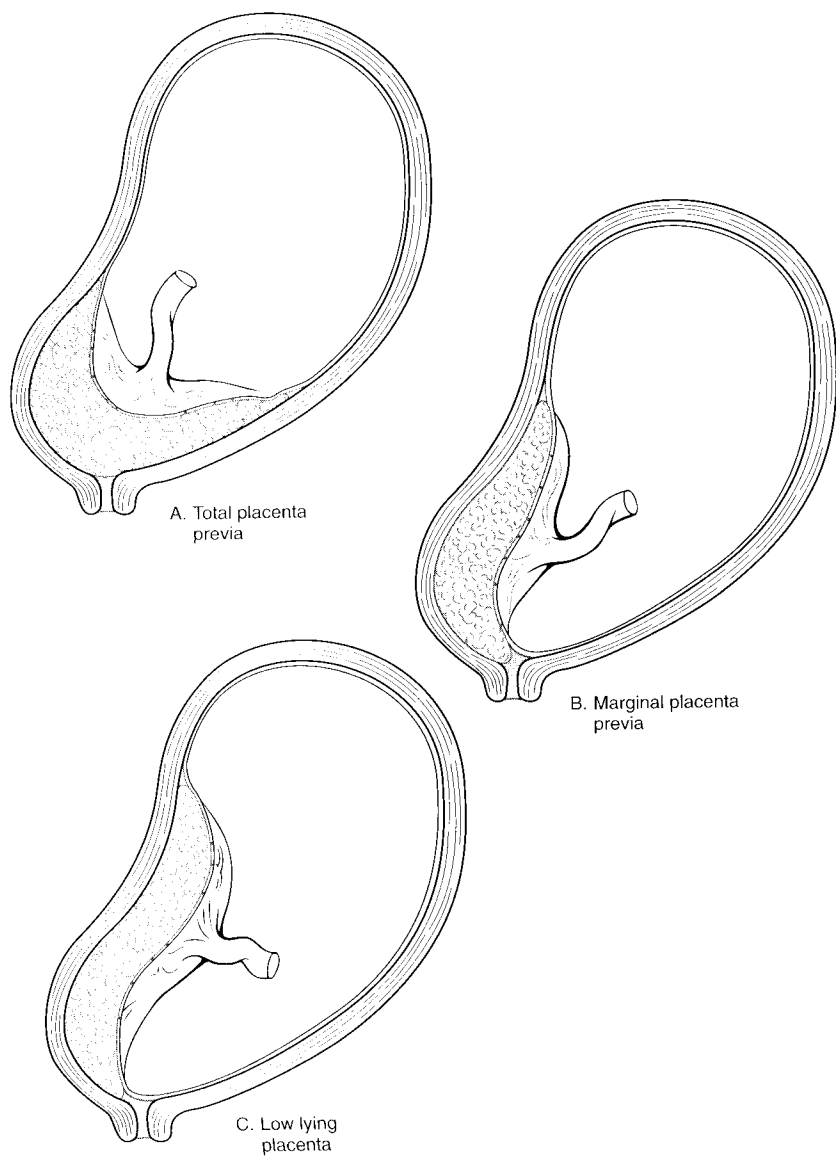 A. Total placenta
previa
B. Marginal placenta
previa
C. Low lying
placenta